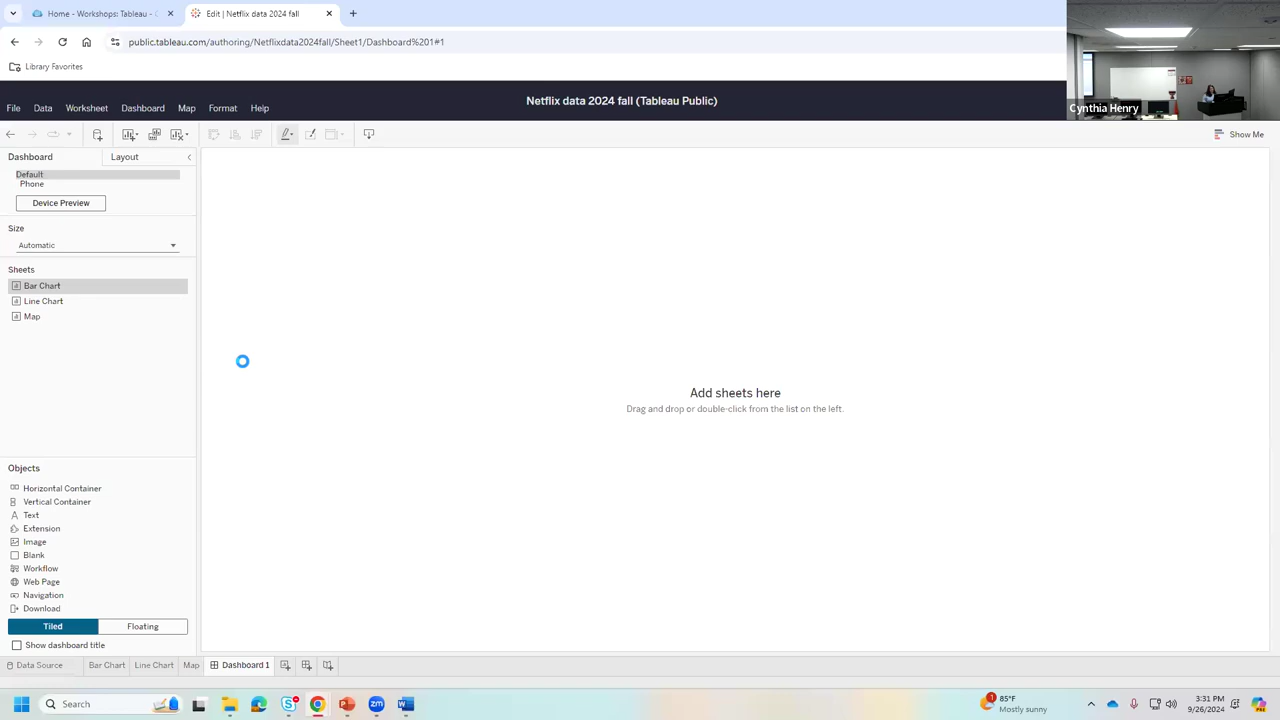 Home - Workshops: Tableau - 
Edit | Netflix data 2024 fall
public.tableau.com/authoring/Netflixdata2024fall/Sheet1/Dashboard%201#1
Library Favorites
Cynthia Henry
File Data Worksheet Dashboard Map Format Help
Netflix data 2024 fall (Tableau Public)
Show Me
Dashboard Layout
Default
Phone
Device Preview
Size
Automatic
Sheets
Bar Chart
Line Chart
Map
Add sheets here
Drag and drop or double-click from the list on the left.
Objects
Horizontal Container
Vertical Container
Text
Extension
Image
Blank
Workflow
Web Page
Navigation
Download
Tiled Floating
Show dashboard title
Data Source Bar Chart Line Chart Map Dashboard 1
Search
1
85°F
Mostly sunny
3:31 PM
9/26/2024